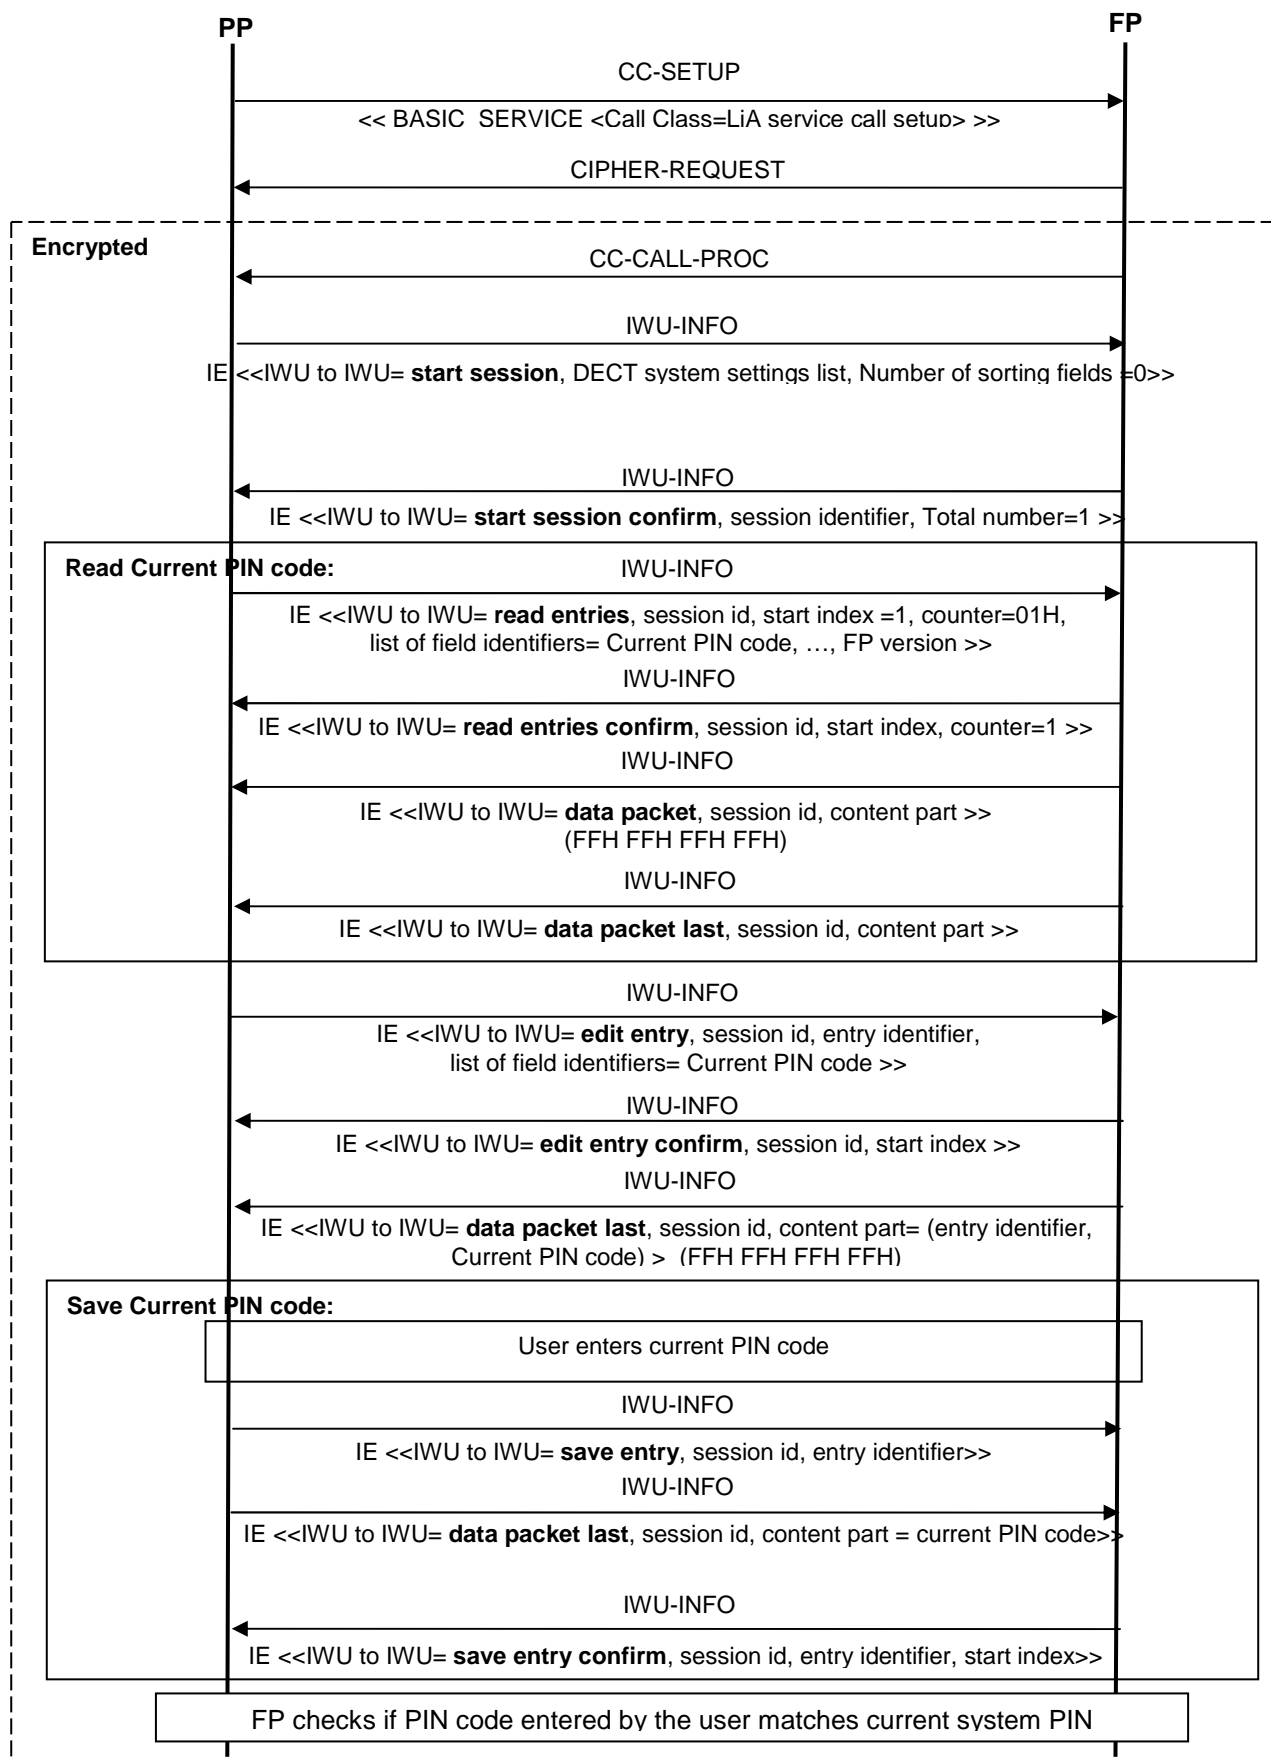 PP FP
CC-SETUP
<< BASIC_SERVICE <Call Class=LiA service call setup> >>
CIPHER-REQUEST
Encrypted
CC-CALL-PROC
IWU-INFO
IE <<IWU to IWU= start session, DECT system settings list, Number of sorting fields =0>>
IWU-INFO
IE <<IWU to IWU= start session confirm, session identifier, Total number=1 >>
Read Current PIN code:
IWU-INFO
IE <<IWU to IWU= read entries, session id, start index =1, counter=01H,
list of field identifiers= Current PIN code, …, FP version >>
IWU-INFO
IE <<IWU to IWU= read entries confirm, session id, start index, counter=1 >>
IWU-INFO
IE <<IWU to IWU= data packet, session id, content part >>
(FFH FFH FFH FFH)
IWU-INFO
IE <<IWU to IWU= data packet last, session id, content part >>
IWU-INFO
IE <<IWU to IWU= edit entry, session id, entry identifier,
list of field identifiers= Current PIN code >>
IWU-INFO
IE <<IWU to IWU= edit entry confirm, session id, start index >>
IWU-INFO
IE <<IWU to IWU= data packet last, session id, content part= (entry identifier,
Current PIN code) > (FFH FFH FFH FFH)
Save Current PIN code:
User enters current PIN code
IWU-INFO
IE <<IWU to IWU= save entry, session id, entry identifier>>
IWU-INFO
IE <<IWU to IWU= data packet last, session id, content part = current PIN code>>
IWU-INFO
IE <<IWU to IWU= save entry confirm, session id, entry identifier, start index>>
FP checks if PIN code entered by the user matches current system PIN